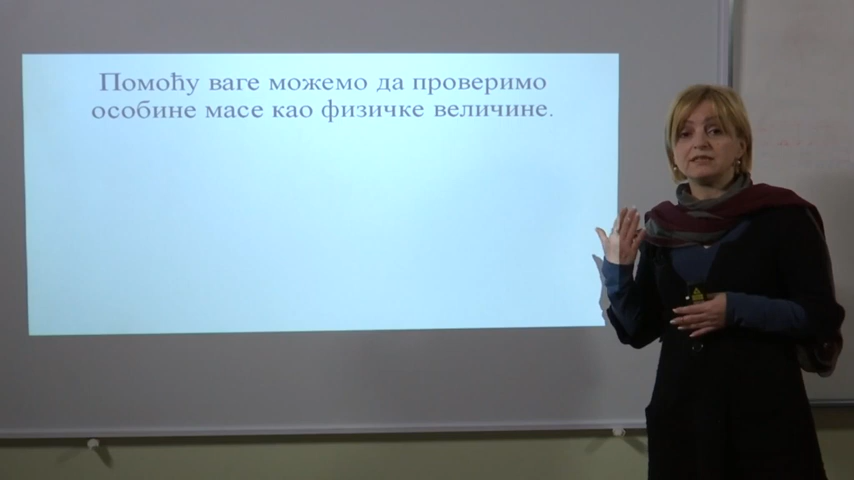 Помоћу ваге можемо да проверимо
особине масе као физичке величине.